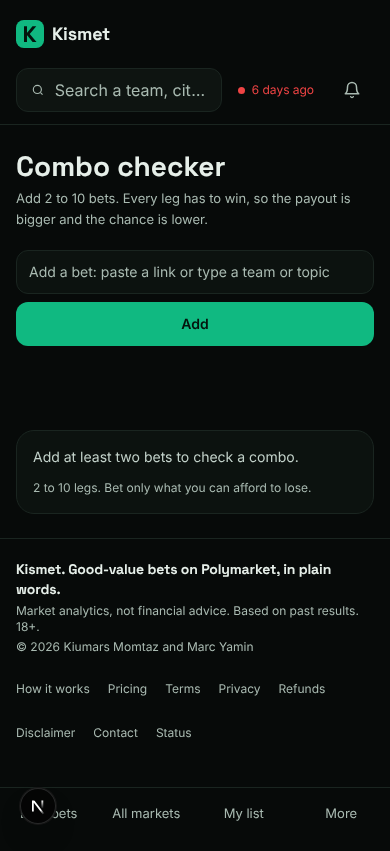 Kismet
Search a team, cit...
6 days ago
Combo checker
Add 2 to 10 bets. Every leg has to win, so the payout is
bigger and the chance is lower.
Add a bet: paste a link or type a team or topic
Add
Add at least two bets to check a combo.
2 to 10 legs. Bet only what you can afford to lose.
Kismet. Good-value bets on Polymarket, in plain
words.
Market analytics, not financial advice. Based on past results.
18+.
© 2026 Kiumars Momtaz and Marc Yamin
How it works Pricing Terms Privacy Refunds
Disclaimer Contact Status
bets All markets My list More